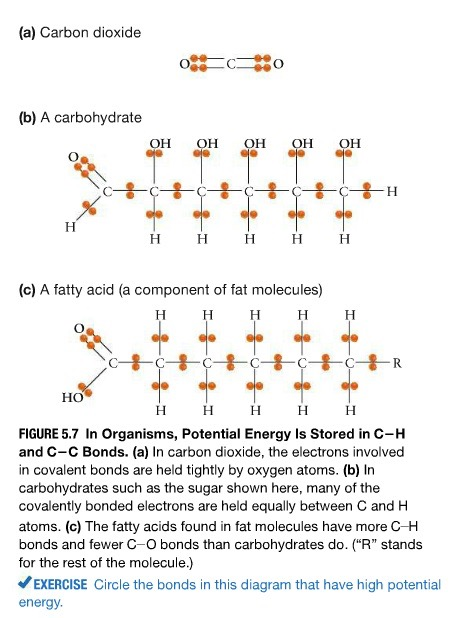 (a) Carbon dioxide
O C O
(b) A carbohydrate
OH OH OH OH OH
O
C C C C C C H
H
H H H H H
(c) A fatty acid (a component of fat molecules)
H H H H H
O
C C C C C C R
HO
H H H H H
FIGURE 5.7 In Organisms, Potential Energy Is Stored in C–H
and C–C Bonds. (a) In carbon dioxide, the electrons involved
in covalent bonds are held tightly by oxygen atoms. (b) In
carbohydrates such as the sugar shown here, many of the
covalently bonded electrons are held equally between C and H
atoms. (c) The fatty acids found in fat molecules have more C–H
bonds and fewer C–O bonds than carbohydrates do. (“R” stands
for the rest of the molecule.)
✔EXERCISE Circle the bonds in this diagram that have high potential
energy.